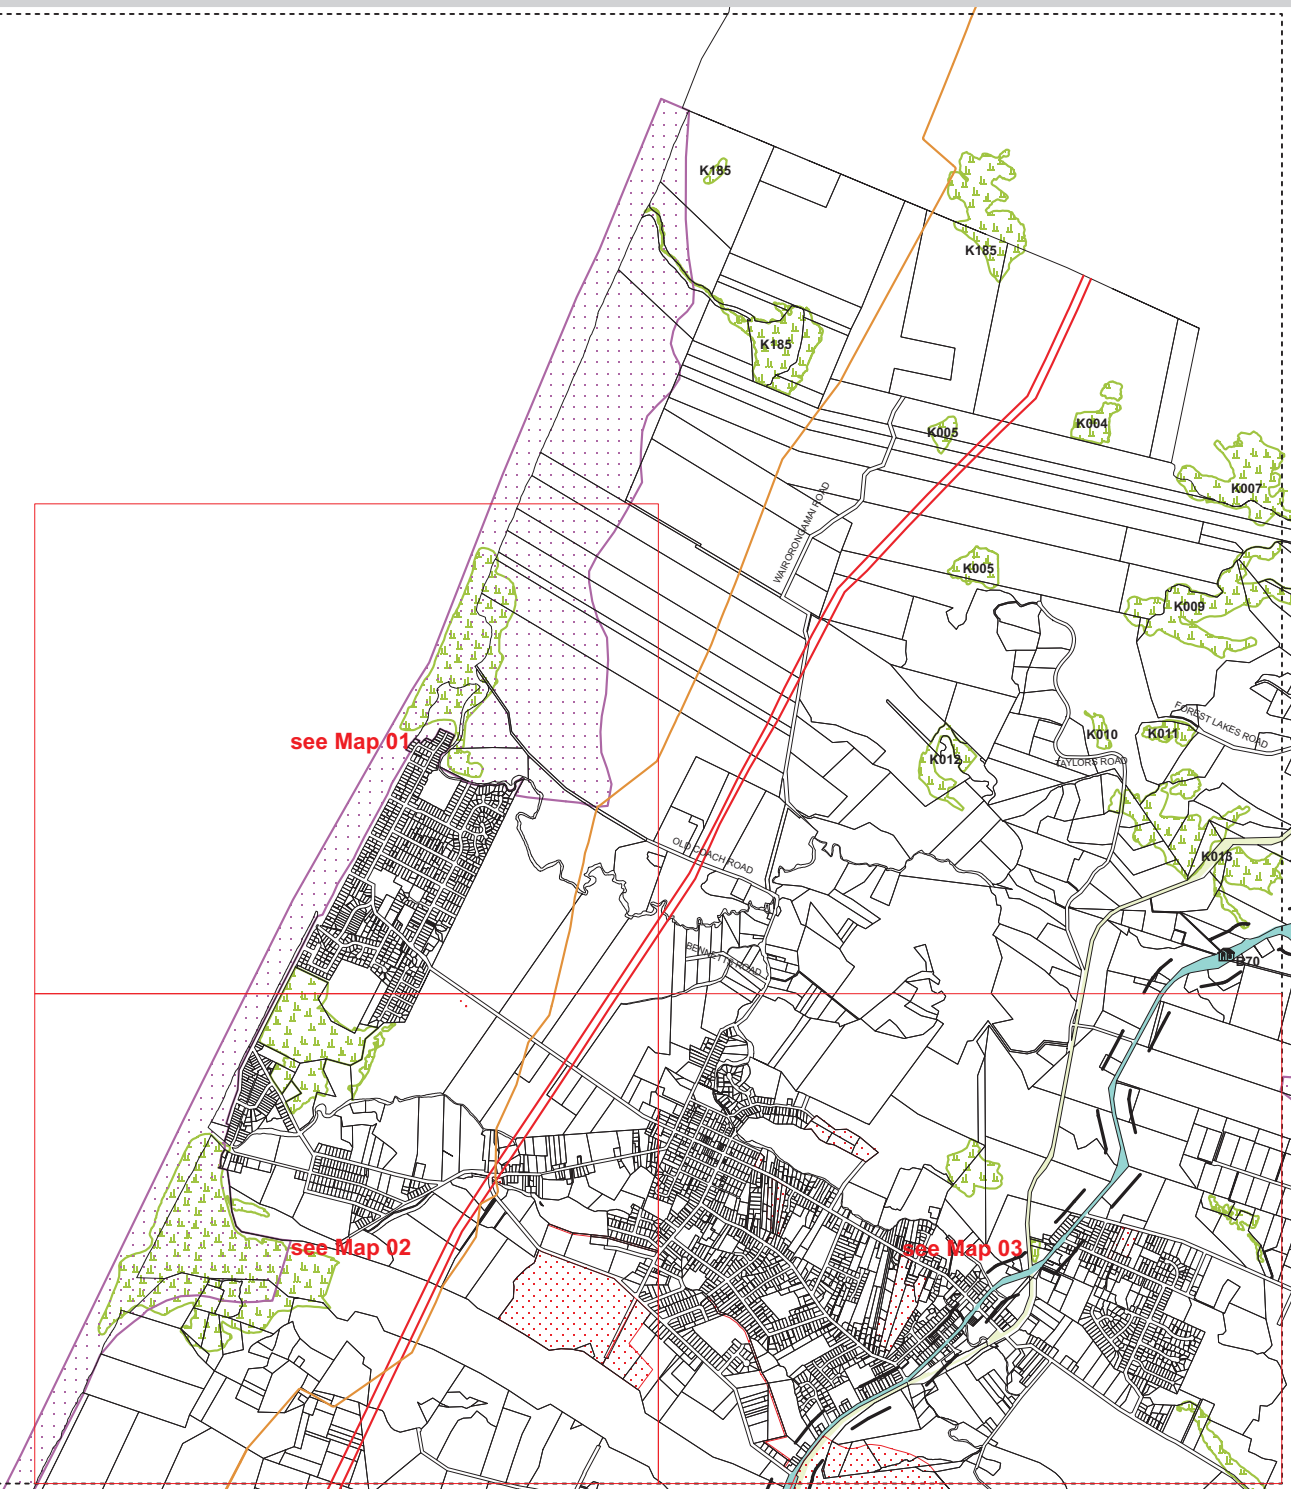 K185
K185
K185
K004
K005
K007
WAIRORONGAMAI ROAD
K005
K009
FOREST LAKES ROAD
K010
K011
see Map 01
K012
TAYLORS ROAD
OLD COACH ROAD
K013
BENNETTS ROAD
B70
see Map 02
see Map 03